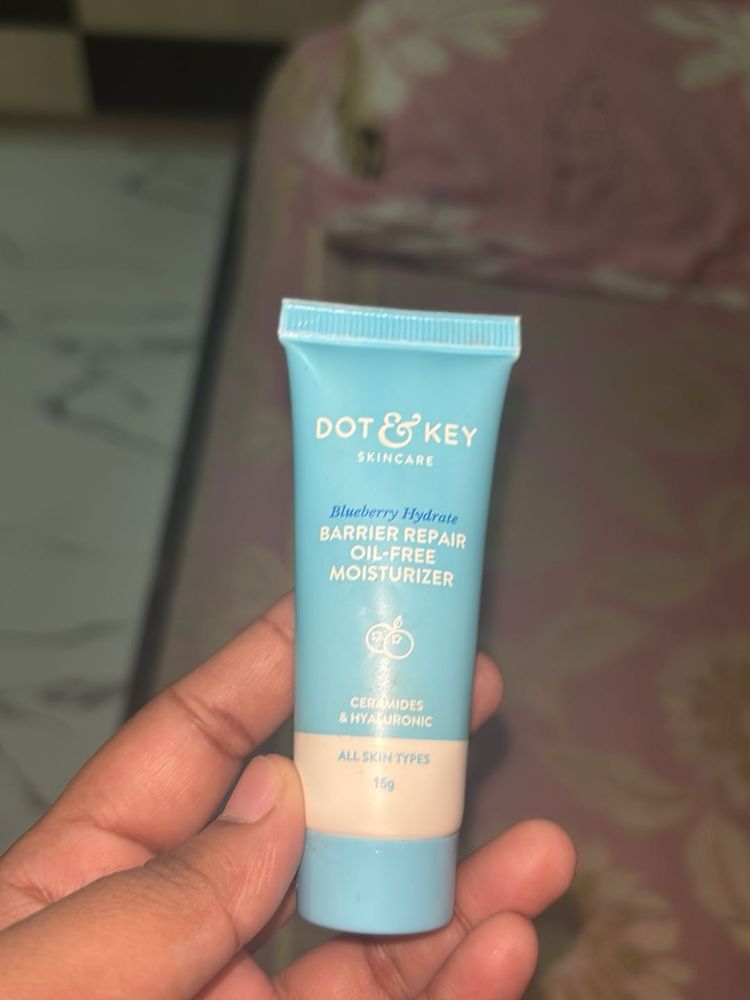 DOT & KEY
SKINCARE
Blueberry Hydrate
BARRIER REPAIR
OIL-FREE
MOISTURIZER
CERAMIDES
& HYALURONIC
ALL SKIN TYPES
15g